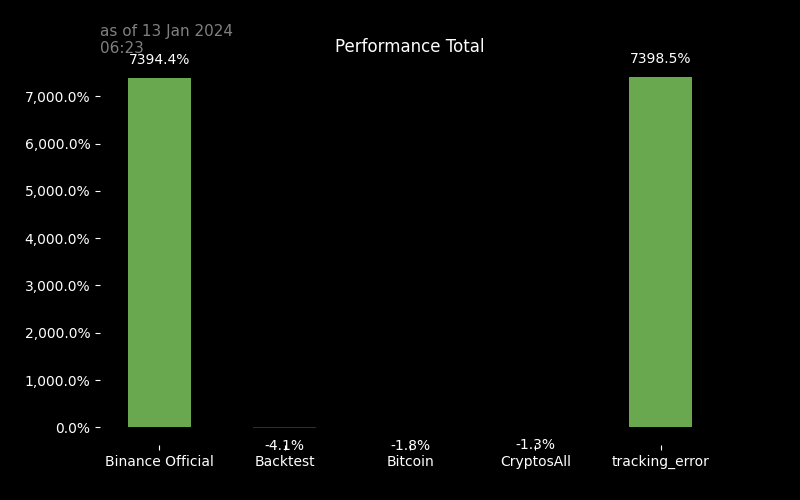 as of 13 Jan 2024
06:23
Performance Total
7394.4%
7398.5%
7,000.0%
6,000.0%
5,000.0%
4,000.0%
3,000.0%
2,000.0%
1,000.0%
0.0%
-4.1%
-1.8%
-1.3%
Binance Official
Backtest
Bitcoin
CryptosAll
tracking_error